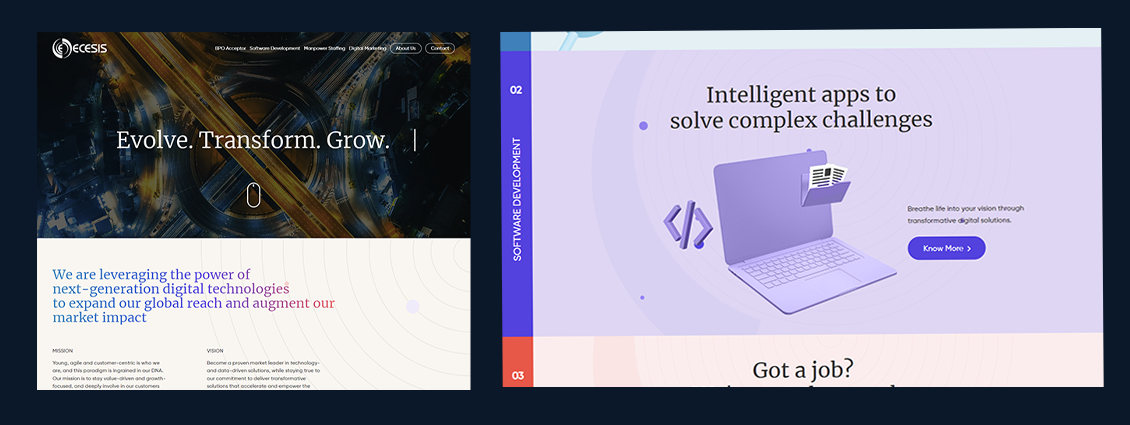 ECESIS
BPO Acceptor Software Development Manpower Staffing Digital Marketing About Us Contact
Evolve. Transform. Grow.
We are leveraging the power of
next-generation digital technologies
to expand our global reach and augment our
market impact
MISSION
Young, agile and customer-centric is who we
are, and this paradigm is ingrained in our DNA.
Our mission is to stay value-driven and growth-
focused, and deeply involve in our customers
VISION
Become a proven market leader in technology-
and data-driven solutions, while staying true to
our commitment to deliver transformative
solutions that accelerate and empower the
02
SOFTWARE DEVELOPMENT
Intelligent apps to
solve complex challenges
Breathe life into your vision through
transformative digital solutions.
Know More
03
Got a job?